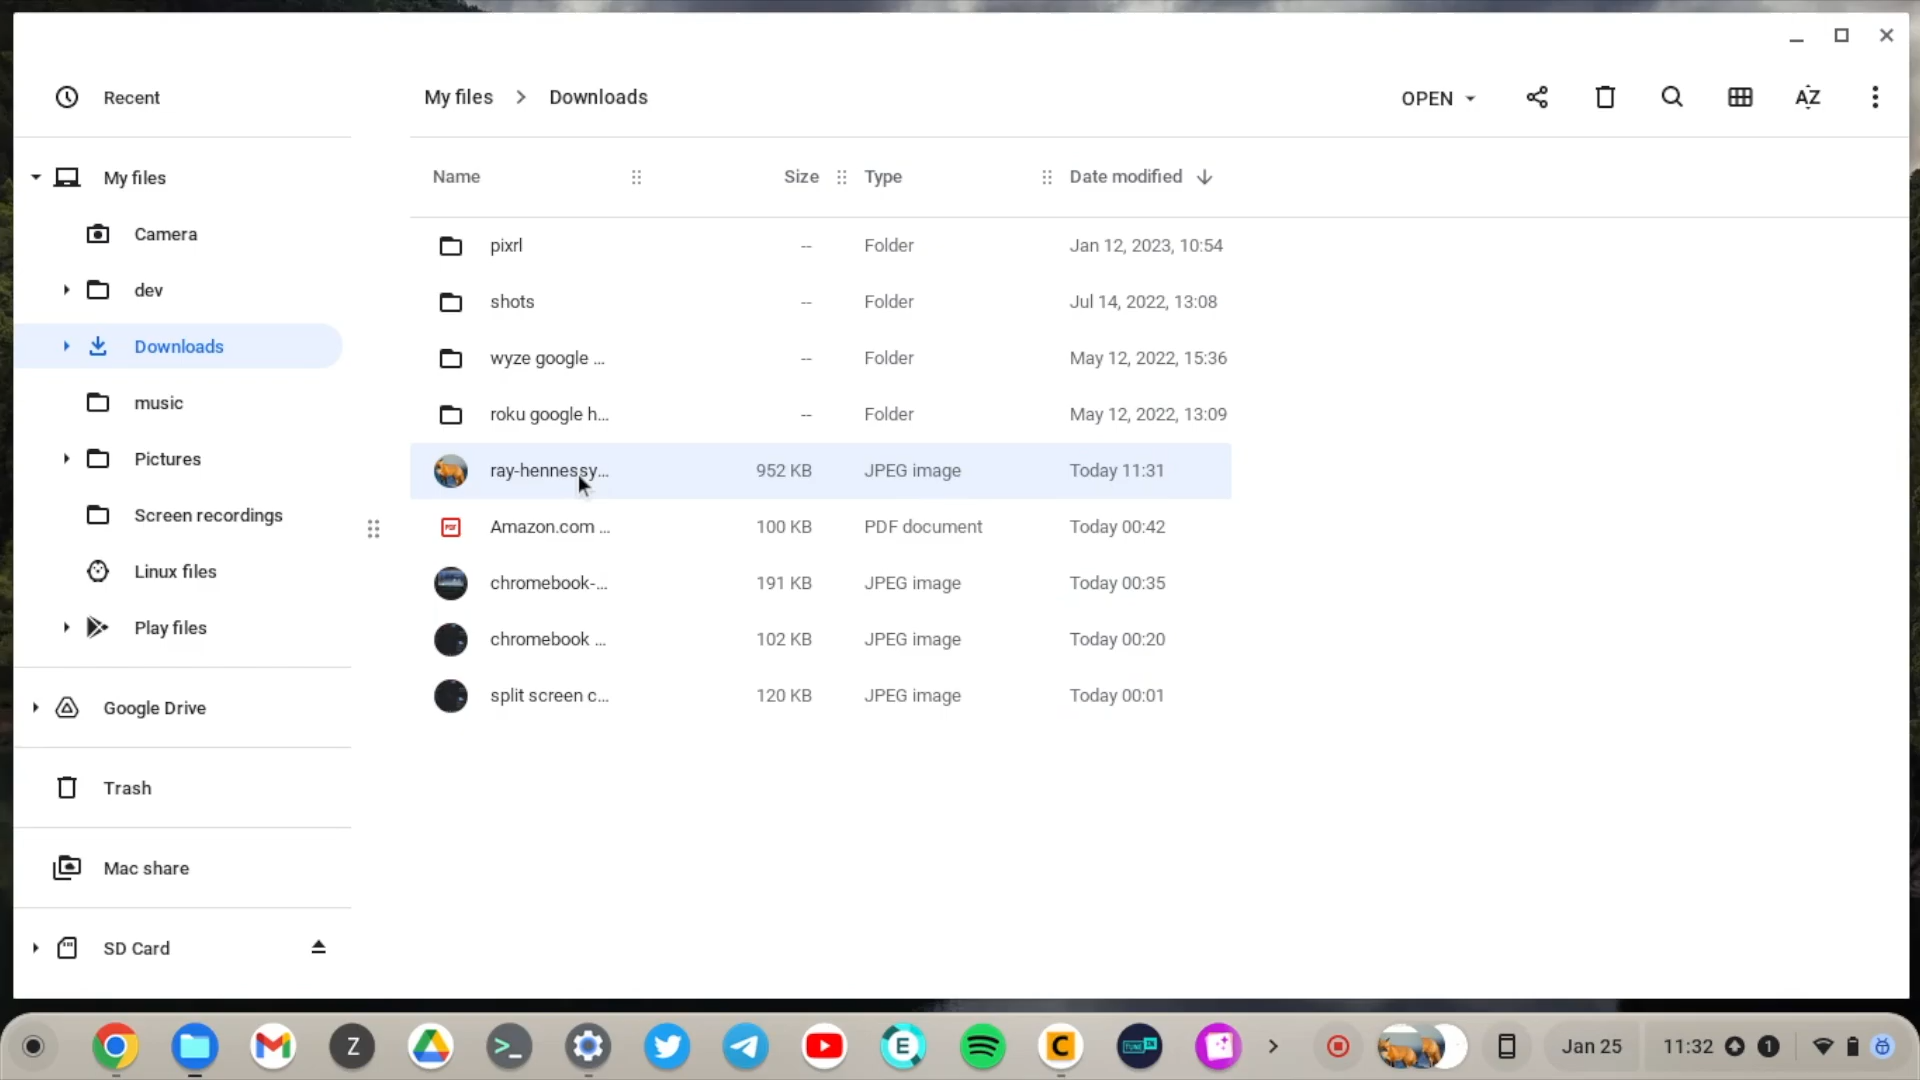 Recent
My files
Camera
dev
Downloads
music
Pictures
Screen recordings
Linux files
Play files
Google Drive
Trash
Mac share
SD Card
My files > Downloads
OPEN
AZ
Name Size Type Date modified
pixrl -- Folder Jan 12, 2023, 10:54
shots -- Folder Jul 14, 2022, 13:08
wyze google ... -- Folder May 12, 2022, 15:36
roku google h... -- Folder May 12, 2022, 13:09
ray-hennessy... 952 KB JPEG image Today 11:31
PDF Amazon.com ... 100 KB PDF document Today 00:42
chromebook-... 191 KB JPEG image Today 00:35
chromebook ... 102 KB JPEG image Today 00:20
split screen c... 120 KB JPEG image Today 00:01
Z >_ E C TUNE IN Jan 25 11:32 1